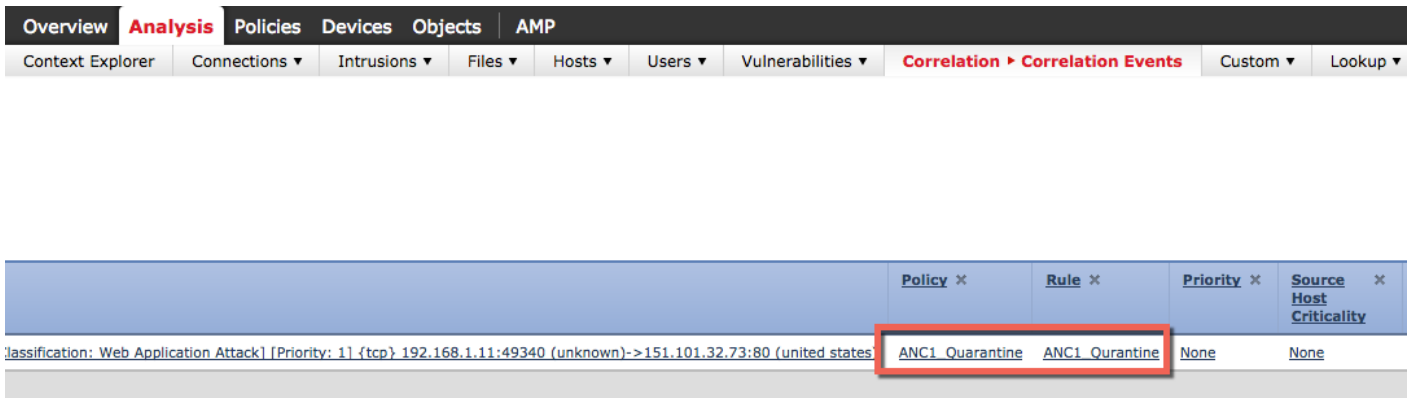 Overview Analysis Policies Devices Objects AMP
Context Explorer Connections ▼ Intrusions ▼ Files ▼ Hosts ▼ Users ▼ Vulnerabilities ▼ Correlation ▸ Correlation Events Custom ▼ Lookup ▼
Policy × Rule × Priority × Source ×
Host
Criticality
lassification: Web Application Attack] [Priority: 1] {tcp} 192.168.1.11:49340 (unknown)->151.101.32.73:80 (united states) ANC1_Quarantine ANC1_Qurantine None None